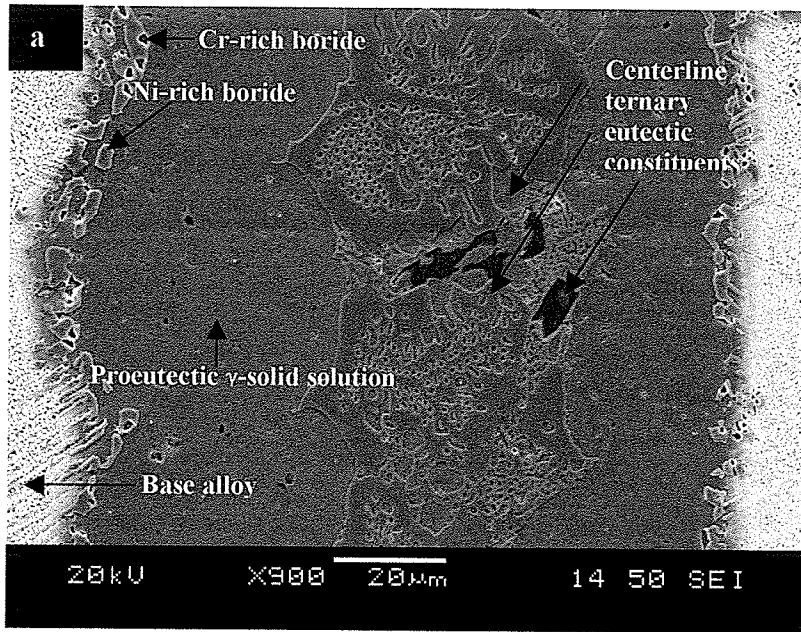 a
Cr-rich boride
Ni-rich boride
Centerline
ternary
eutectic
constituents
Proeutectic γ-solid solution
Base alloy
20kV X900 20μm 14 50 SEI